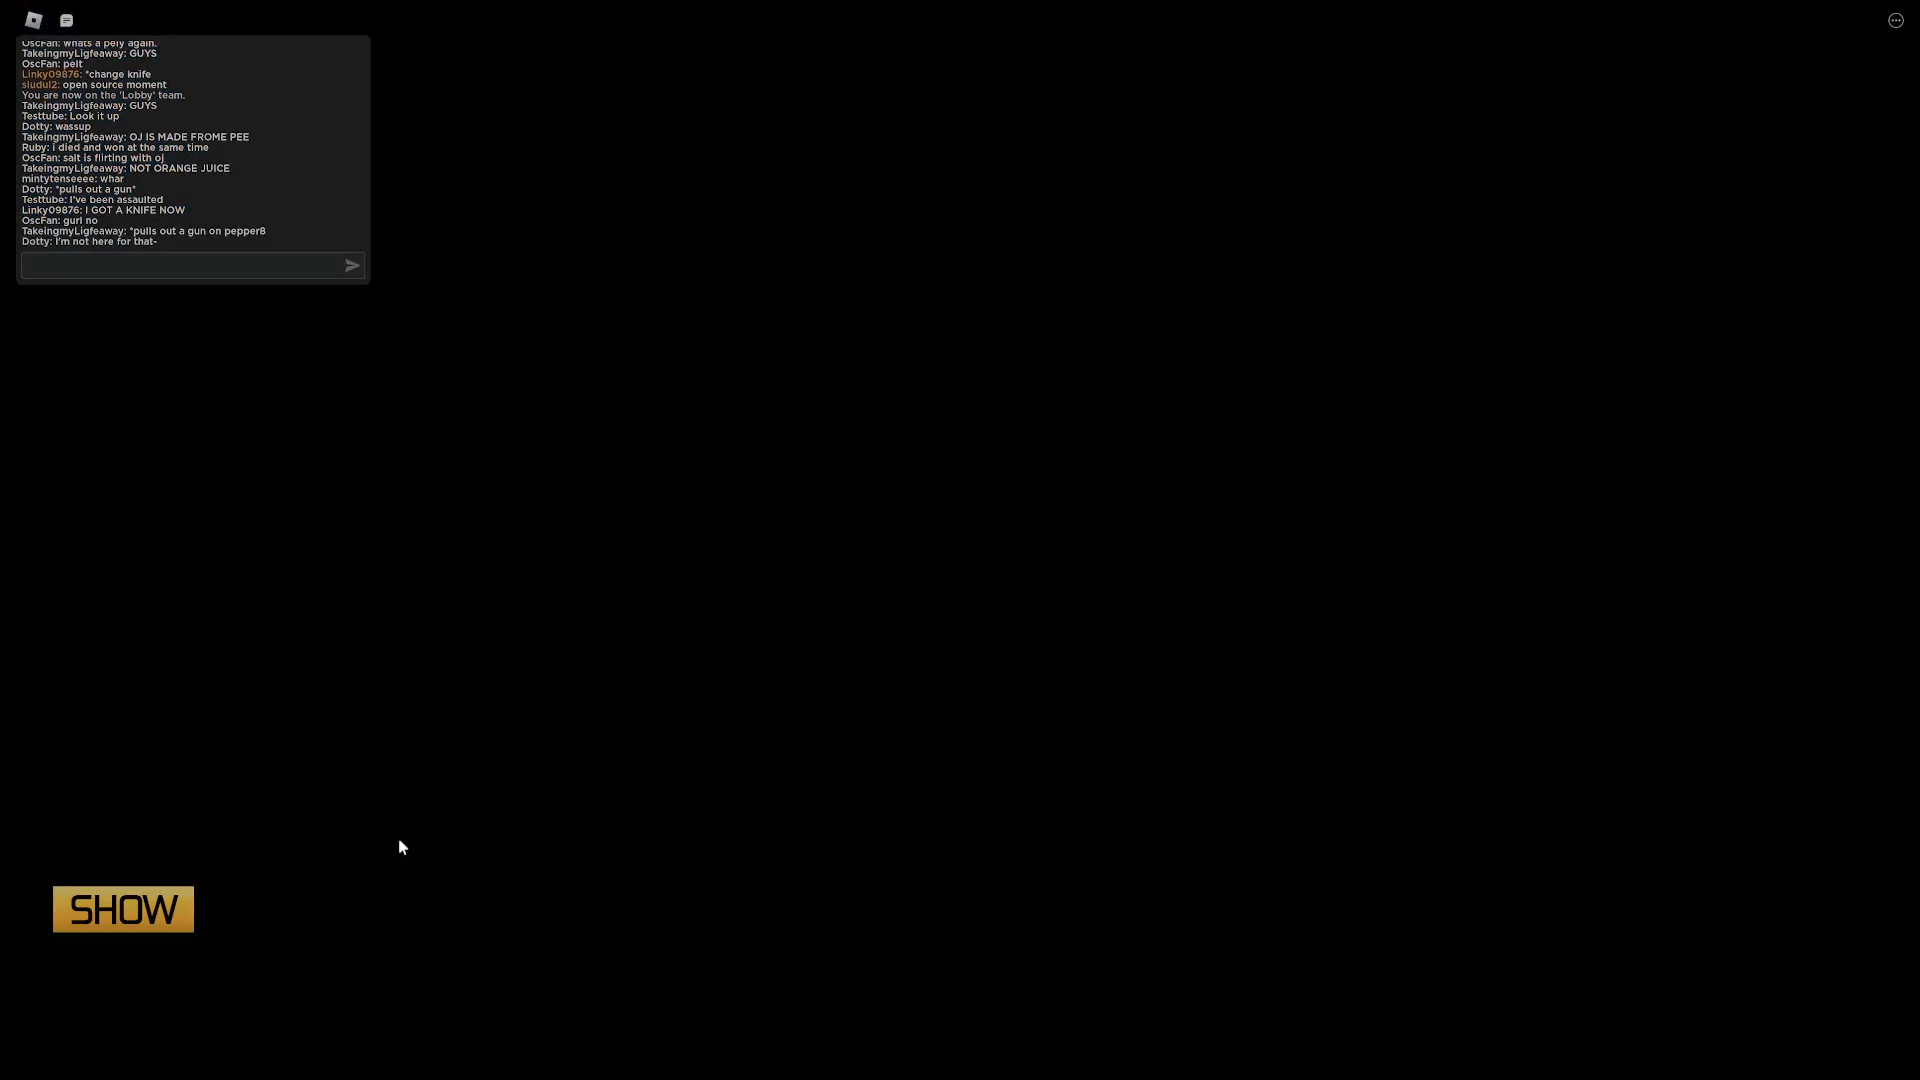 OscFan: whats a pely again.
TakeingmyLigfeaway: GUYS
OscFan: pelt
Linky09876: *change knife
sludul2: open source moment
You are now on the 'Lobby' team.
TakeingmyLigfeaway: GUYS
Testtube: Look it up
Dotty: wassup
TakeingmyLigfeaway: OJ IS MADE FROME PEE
Ruby: i died and won at the same time
OscFan: salt is flirting with oj
TakeingmyLigfeaway: NOT ORANGE JUICE
mintytenseeee: whar
Dotty: *pulls out a gun*
Testtube: I've been assaulted
Linky09876: I GOT A KNIFE NOW
OscFan: gurl no
TakeingmyLigfeaway: *pulls out a gun on pepper8
Dotty: I'm not here for that-
SHOW